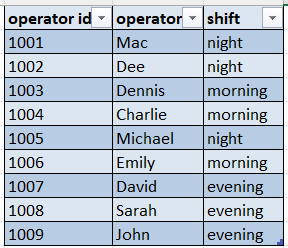 operator id operator shift
1001 Mac night
1002 Dee night
1003 Dennis morning
1004 Charlie morning
1005 Michael night
1006 Emily morning
1007 David evening
1008 Sarah evening
1009 John evening